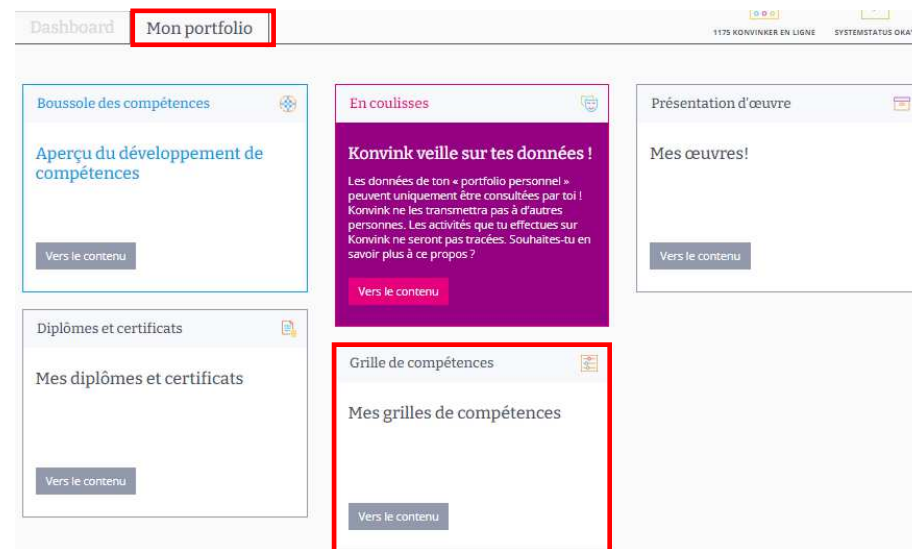 Dashboard
Mon portfolio
1175 KONVINKER EN LIGNE
SYSTEMSTATUS OKAY
Boussole des compétences
Aperçu du développement de
compétences
Vers le contenu
En coulisses
Konvink veille sur tes données !
Les données de ton « portfolio personnel »
peuvent uniquement être consultées par toi !
Konvink ne les transmettra pas à d'autres
personnes. Les activités que tu effectues sur
Konvink ne seront pas tracées. Souhaites-tu en
savoir plus à ce propos ?
Vers le contenu
Présentation d'œuvre
Mes œuvres!
Vers le contenu
Diplômes et certificats
Mes diplômes et certificats
Vers le contenu
Grille de compétences
Mes grilles de compétences
Vers le contenu